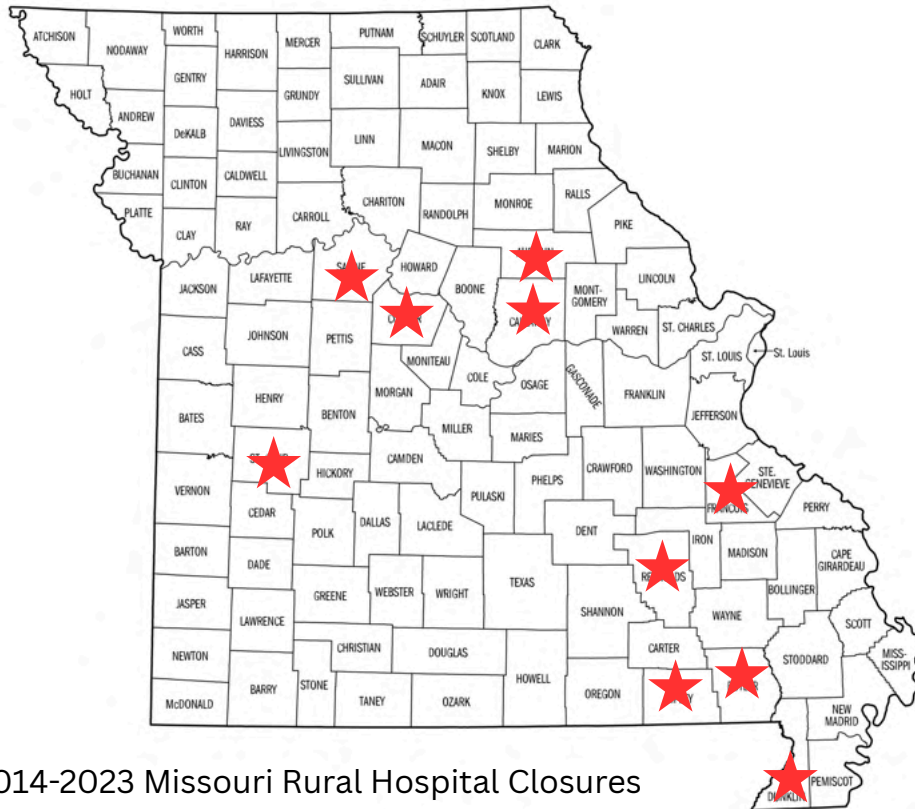 ATCHISON
NODAWAY
WORTH
HARRISON
MERCER
PUTNAM
SCHUYLER
SCOTLAND
CLARK
HOLT
GENTRY
GRUNDY
SULLIVAN
ADAIR
KNOX
LEWIS
ANDREW
DeKALB
DAVIESS
LIVINGSTON
LINN
MACON
SHELBY
MARION
BUCHANAN
CLINTON
CALDWELL
CHARITON
RANDOLPH
MONROE
RALLS
PLATTE
CLAY
RAY
CARROLL
PIKE
JACKSON
LAFAYETTE
HOWARD
BOONE
MONT-
GOMERY
LINCOLN
JOHNSON
PETTIS
WARREN
ST. CHARLES
CASS
MONITEAU
COLE
OSAGE
GASCONADE
FRANKLIN
ST. LOUIS
St. Louis
BATES
HENRY
BENTON
MORGAN
MILLER
MARIES
JEFFERSON
VERNON
HICKORY
CAMDEN
PULASKI
PHELPS
CRAWFORD
WASHINGTON
STE.
GENEVIEVE
FRANCOIS
PERRY
CEDAR
POLK
DALLAS
LACLEDE
DENT
IRON
MADISON
CAPE
GIRARDEAU
BARTON
DADE
BOLLINGER
JASPER
GREENE
WEBSTER
WRIGHT
TEXAS
SHANNON
WAYNE
LAWRENCE
SCOTT
NEWTON
CHRISTIAN
DOUGLAS
CARTER
STODDARD
MISS-
ISSIPPI
McDONALD
BARRY
STONE
TANEY
OZARK
HOWELL
OREGON
NEW
MADRID
PEMISCOT
014-2023 Missouri Rural Hospital Closures